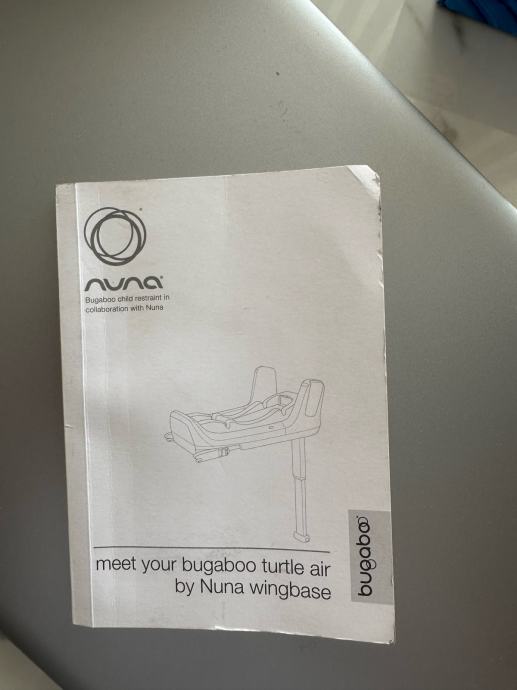 nuna
Bugaboo child restraint in
collaboration with Nuna
meet your bugaboo turtle air
by Nuna wingbase
bugaboo